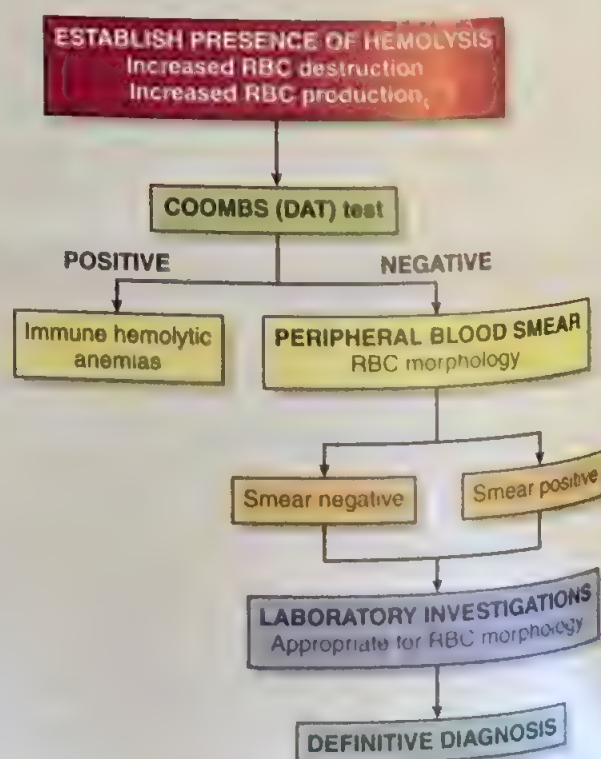 ESTABLISH PRESENCE OF HEMOLYSIS
Increased RBC destruction
Increased RBC production
COOMBS (DAT) test
POSITIVE
NEGATIVE
Immune hemolytic
anemias
PERIPHERAL BLOOD SMEAR
RBC morphology
Smear negative
Smear positive
LABORATORY INVESTIGATIONS
Appropriate for RBC morphology
DEFINITIVE DIAGNOSIS